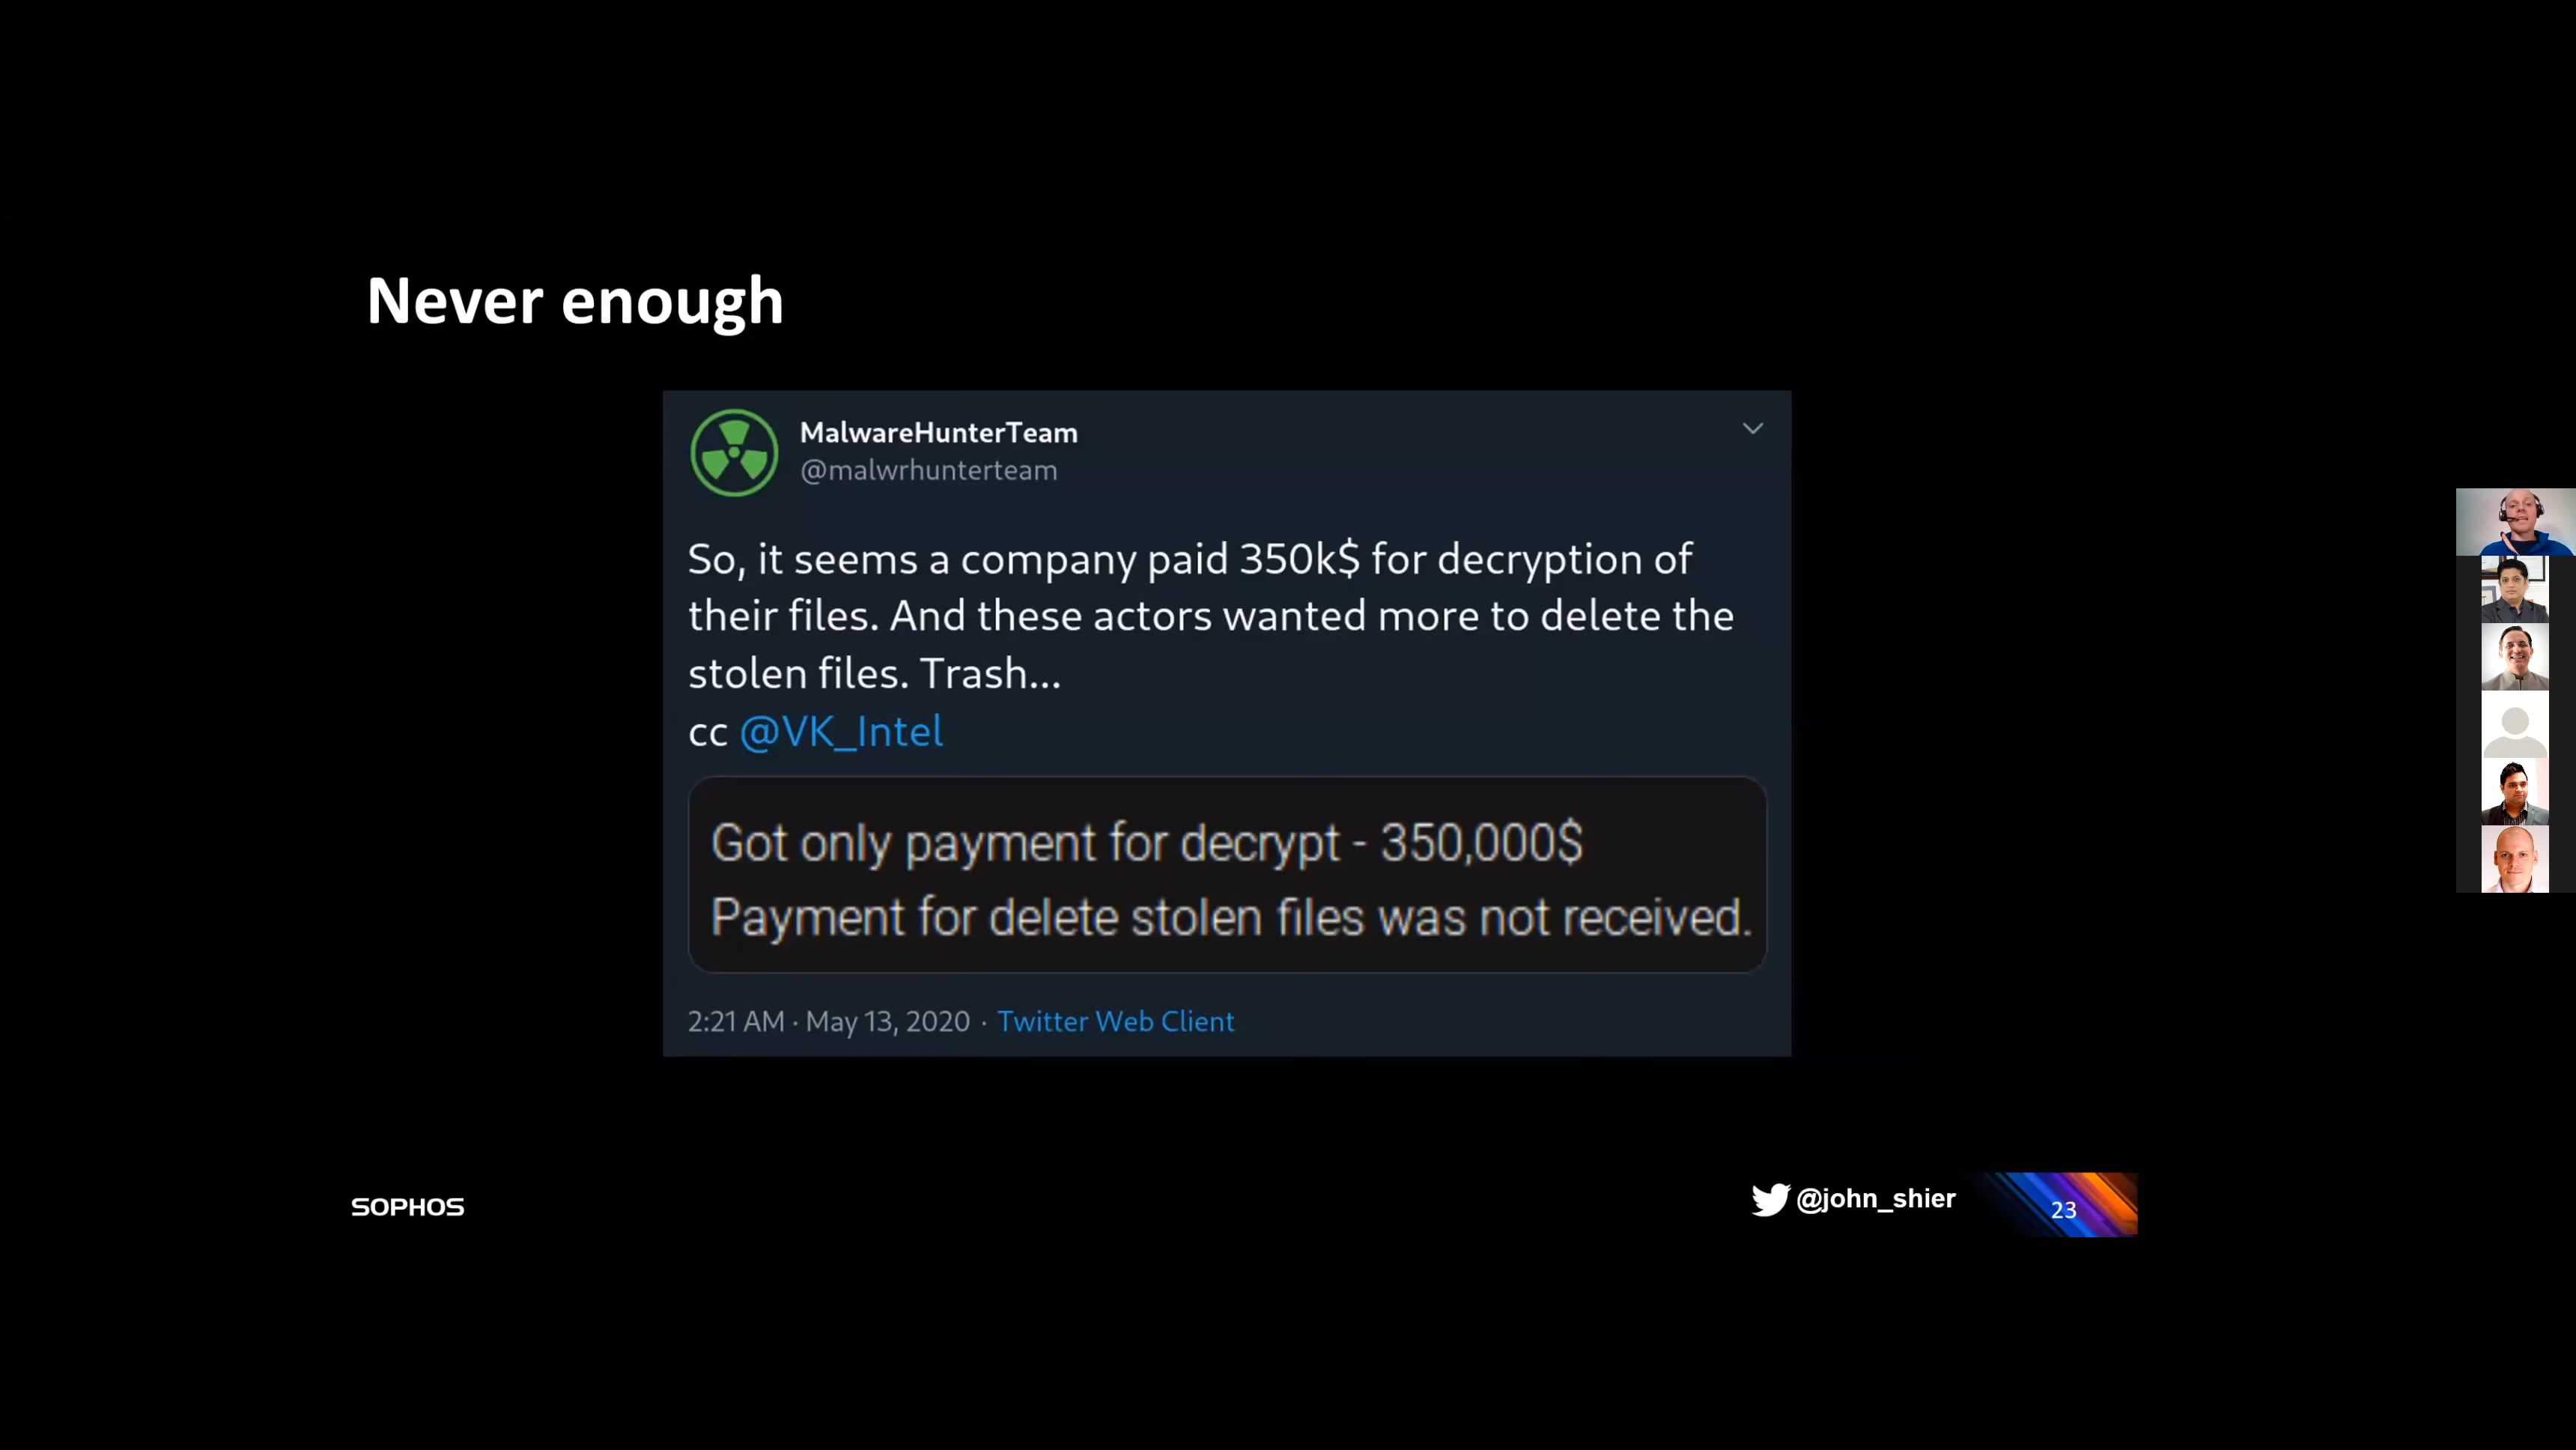 Never enough
MalwareHunterTeam
@malwrhunterteam
So, it seems a company paid 350k$ for decryption of
their files. And these actors wanted more to delete the
stolen files. Trash...
cc @VK_Intel
Got only payment for decrypt - 350,000$
Payment for delete stolen files was not received.
2:21 AM · May 13, 2020 · Twitter Web Client
SOPHOS
@john_shier
23